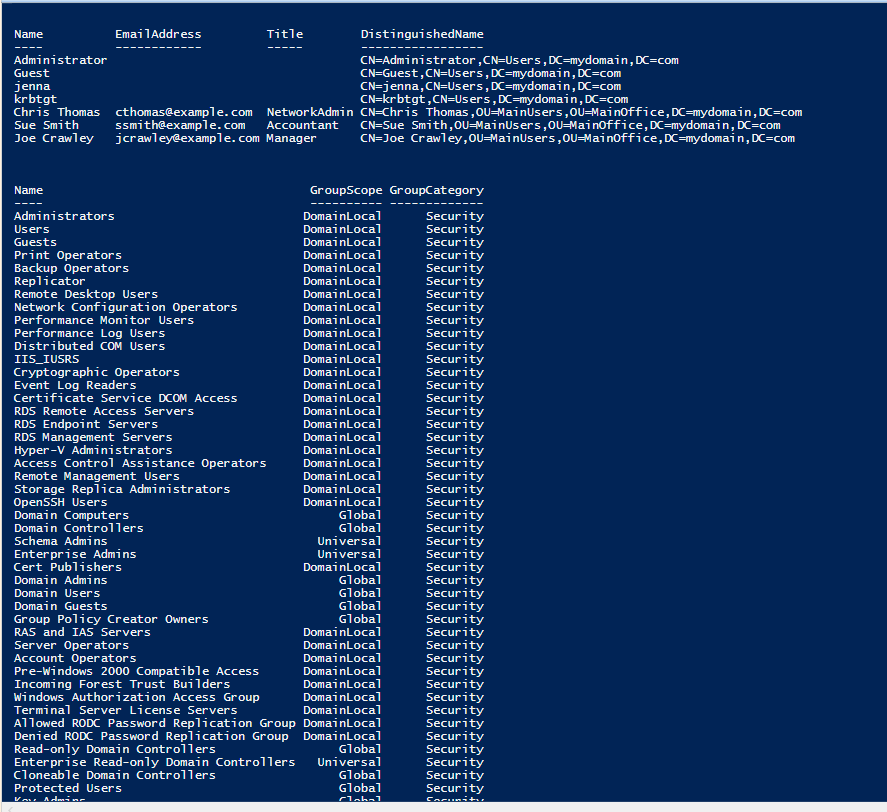 Name EmailAddress Title DistinguishedName
---- ------------ ----- -----------------
Administrator CN=Administrator,CN=Users,DC=mydomain,DC=com
Guest CN=Guest,CN=Users,DC=mydomain,DC=com
jenna CN=jenna,CN=Users,DC=mydomain,DC=com
krbtgt CN=krbtgt,CN=Users,DC=mydomain,DC=com
Chris Thomas cthomas@example.com NetworkAdmin CN=Chris Thomas,OU=MainUsers,OU=MainOffice,DC=mydomain,DC=com
Sue Smith ssmith@example.com Accountant CN=Sue Smith,OU=MainUsers,OU=MainOffice,DC=mydomain,DC=com
Joe Crawley jcrawley@example.com Manager CN=Joe Crawley,OU=MainUsers,OU=MainOffice,DC=mydomain,DC=com
Name GroupScope GroupCategory
---- ---------- -------------
Administrators DomainLocal Security
Users DomainLocal Security
Guests DomainLocal Security
Print Operators DomainLocal Security
Backup Operators DomainLocal Security
Replicator DomainLocal Security
Remote Desktop Users DomainLocal Security
Network Configuration Operators DomainLocal Security
Performance Monitor Users DomainLocal Security
Performance Log Users DomainLocal Security
Distributed COM Users DomainLocal Security
IIS_IUSRS DomainLocal Security
Cryptographic Operators DomainLocal Security
Event Log Readers DomainLocal Security
Certificate Service DCOM Access DomainLocal Security
RDS Remote Access Servers DomainLocal Security
RDS Endpoint Servers DomainLocal Security
RDS Management Servers DomainLocal Security
Hyper-V Administrators DomainLocal Security
Access Control Assistance Operators DomainLocal Security
Remote Management Users DomainLocal Security
Storage Replica Administrators DomainLocal Security
OpenSSH Users DomainLocal Security
Domain Computers Global Security
Domain Controllers Global Security
Schema Admins Universal Security
Enterprise Admins Universal Security
Cert Publishers DomainLocal Security
Domain Admins Global Security
Domain Users Global Security
Domain Guests Global Security
Group Policy Creator Owners Global Security
RAS and IAS Servers DomainLocal Security
Server Operators DomainLocal Security
Account Operators DomainLocal Security
Pre-Windows 2000 Compatible Access DomainLocal Security
Incoming Forest Trust Builders DomainLocal Security
Windows Authorization Access Group DomainLocal Security
Terminal Server License Servers DomainLocal Security
Allowed RODC Password Replication Group DomainLocal Security
Denied RODC Password Replication Group DomainLocal Security
Read-only Domain Controllers Global Security
Enterprise Read-only Domain Controllers Universal Security
Cloneable Domain Controllers Global Security
Protected Users Global Security
Key Admins Global Security